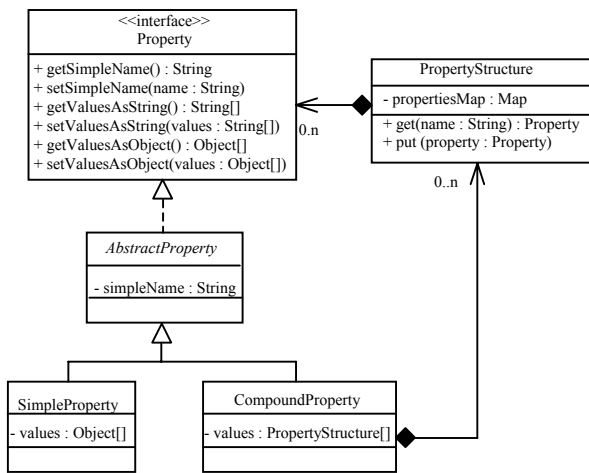 <<interface>>
Property
+ getSimpleName() : String
+ setSimpleName(name : String)
+ getValuesAsString() : String[]
+ setValuesAsString(values : String[])
+ getValuesAsObject() : Object[]
+ setValuesAsObject(values : Object[])
PropertyStructure
- propertiesMap : Map
+ get(name : String) : Property
+ put (property : Property)
0.n
0..n
AbstractProperty
- simpleName : String
SimpleProperty
- values : Object[]
CompoundProperty
- values : PropertyStructure[]